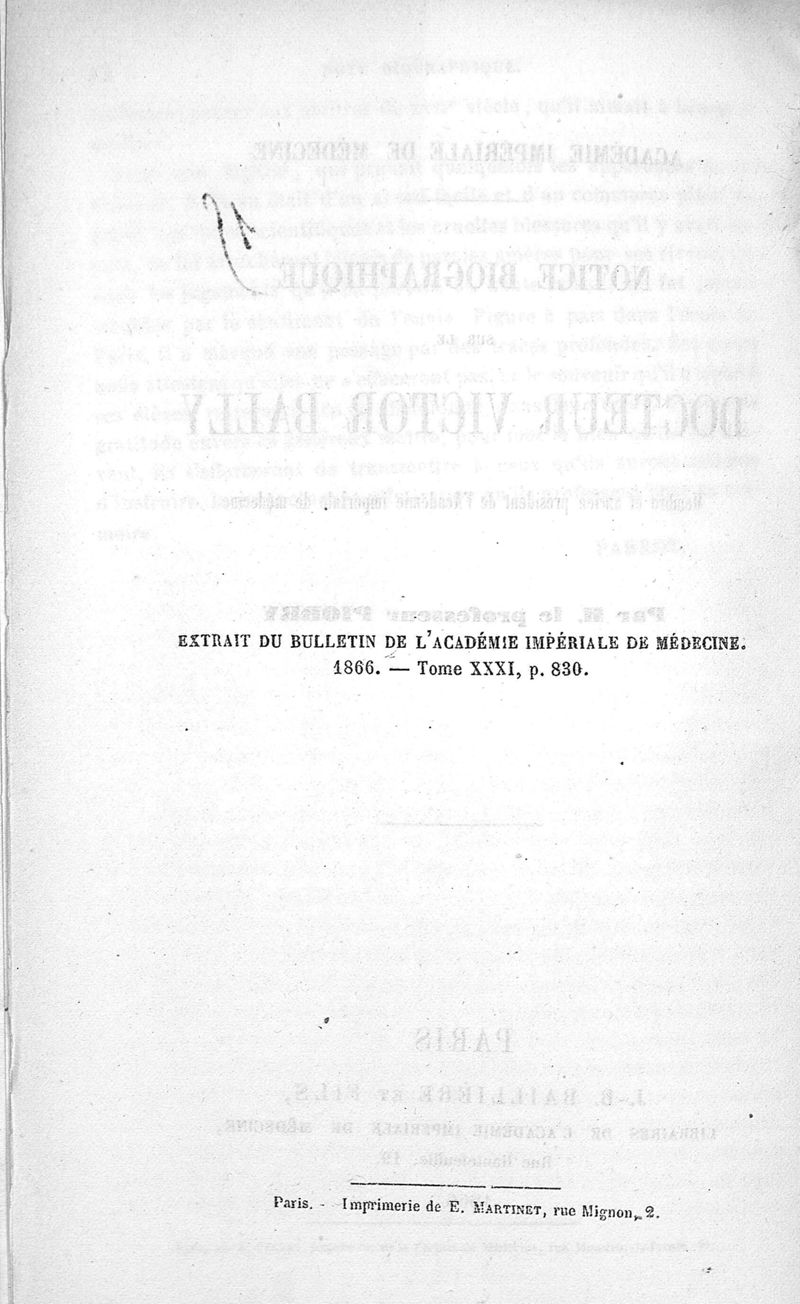 EXTRAIT DU BULLETIN DE L'ACADÉMIE IMPÉRIALE DE MÉDECINE.
1866. — Tome XXXI, p. 830.
Paris. - Imprimerie de E. MARTINET, rue Mignon, 2.